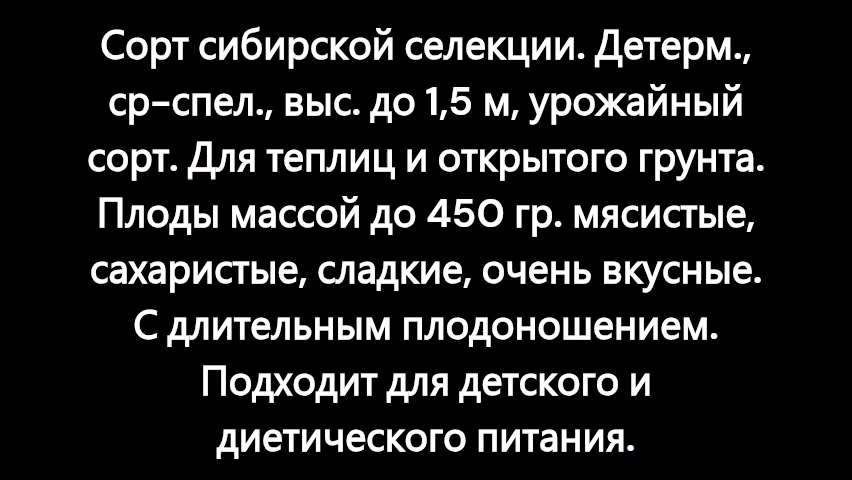 Сорт сибирской селекции. Детерм.,
ср-спел., выс. до 1,5 м, урожайный
сорт. Для теплиц и открытого грунта.
Плоды массой до 450 гр. мясистые,
сахаристые, сладкие, очень вкусные.
С длительным плодоношением.
Подходит для детского и
диетического питания.